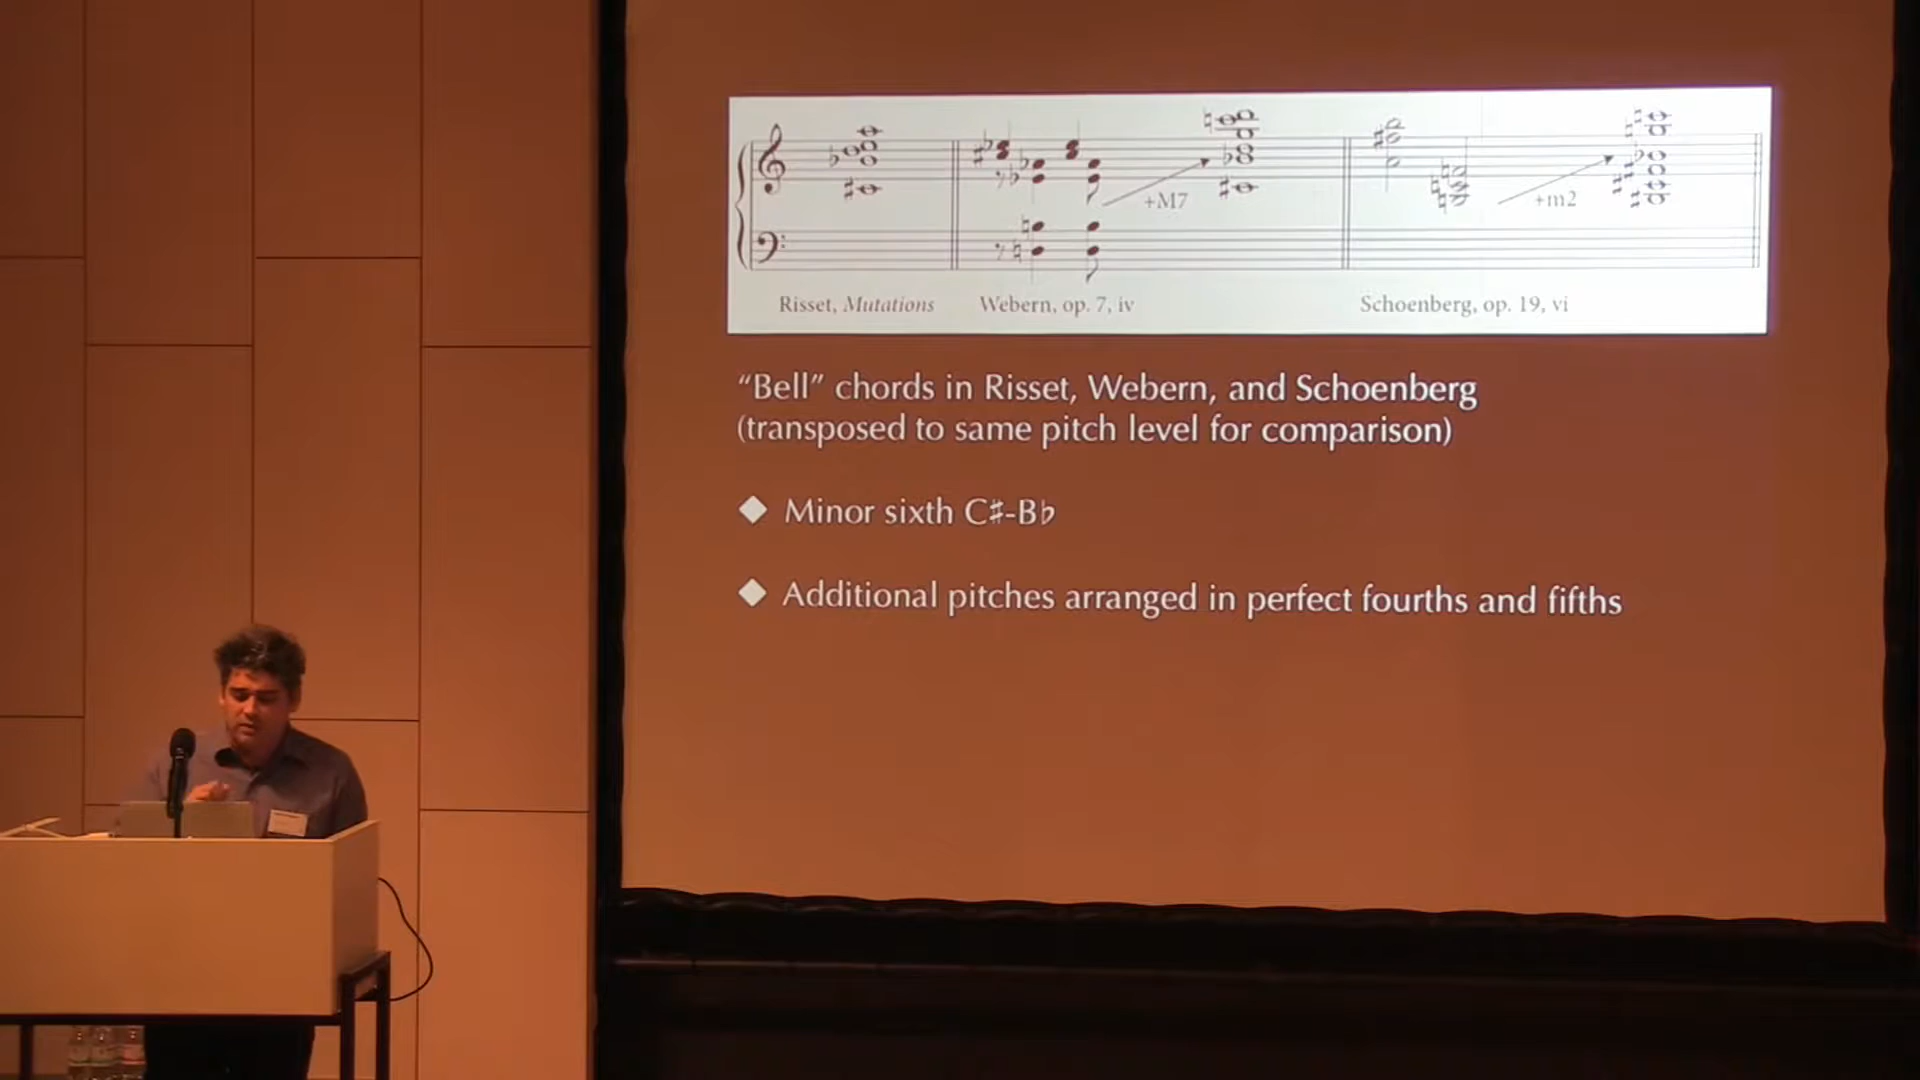 +M7
+m2
Risset, Mutations
Webern, op. 7, iv
Schoenberg, op. 19, vi
“Bell” chords in Risset, Webern, and Schoenberg
(transposed to same pitch level for comparison)
◆ Minor sixth C♯-B♭
◆ Additional pitches arranged in perfect fourths and fifths